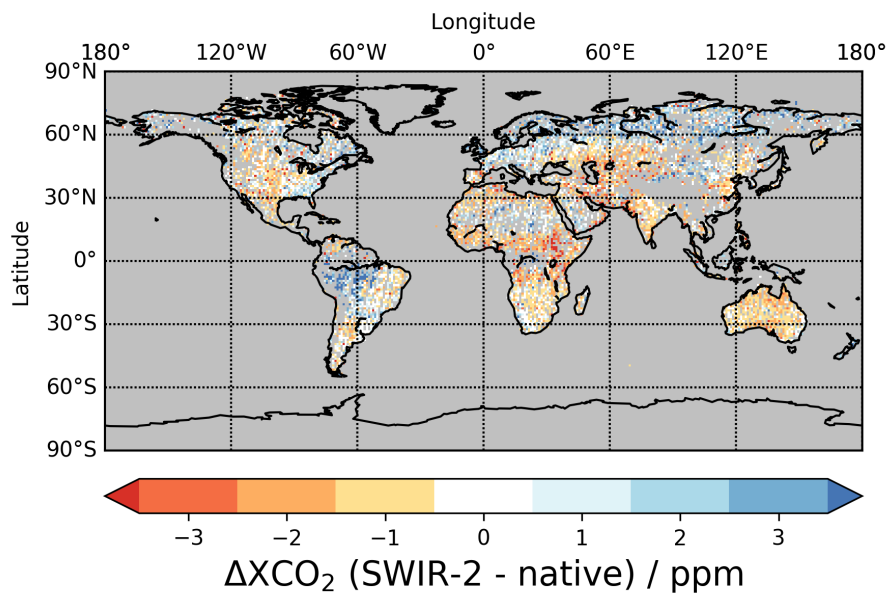 Longitude
180° 120°W 60°W 0° 60°E 120°E 180°
90°N
60°N
30°N
0°
30°S
60°S
90°S
Latitude
−3 −2 −1 0 1 2 3
ΔXCO₂ (SWIR-2 - native) / ppm